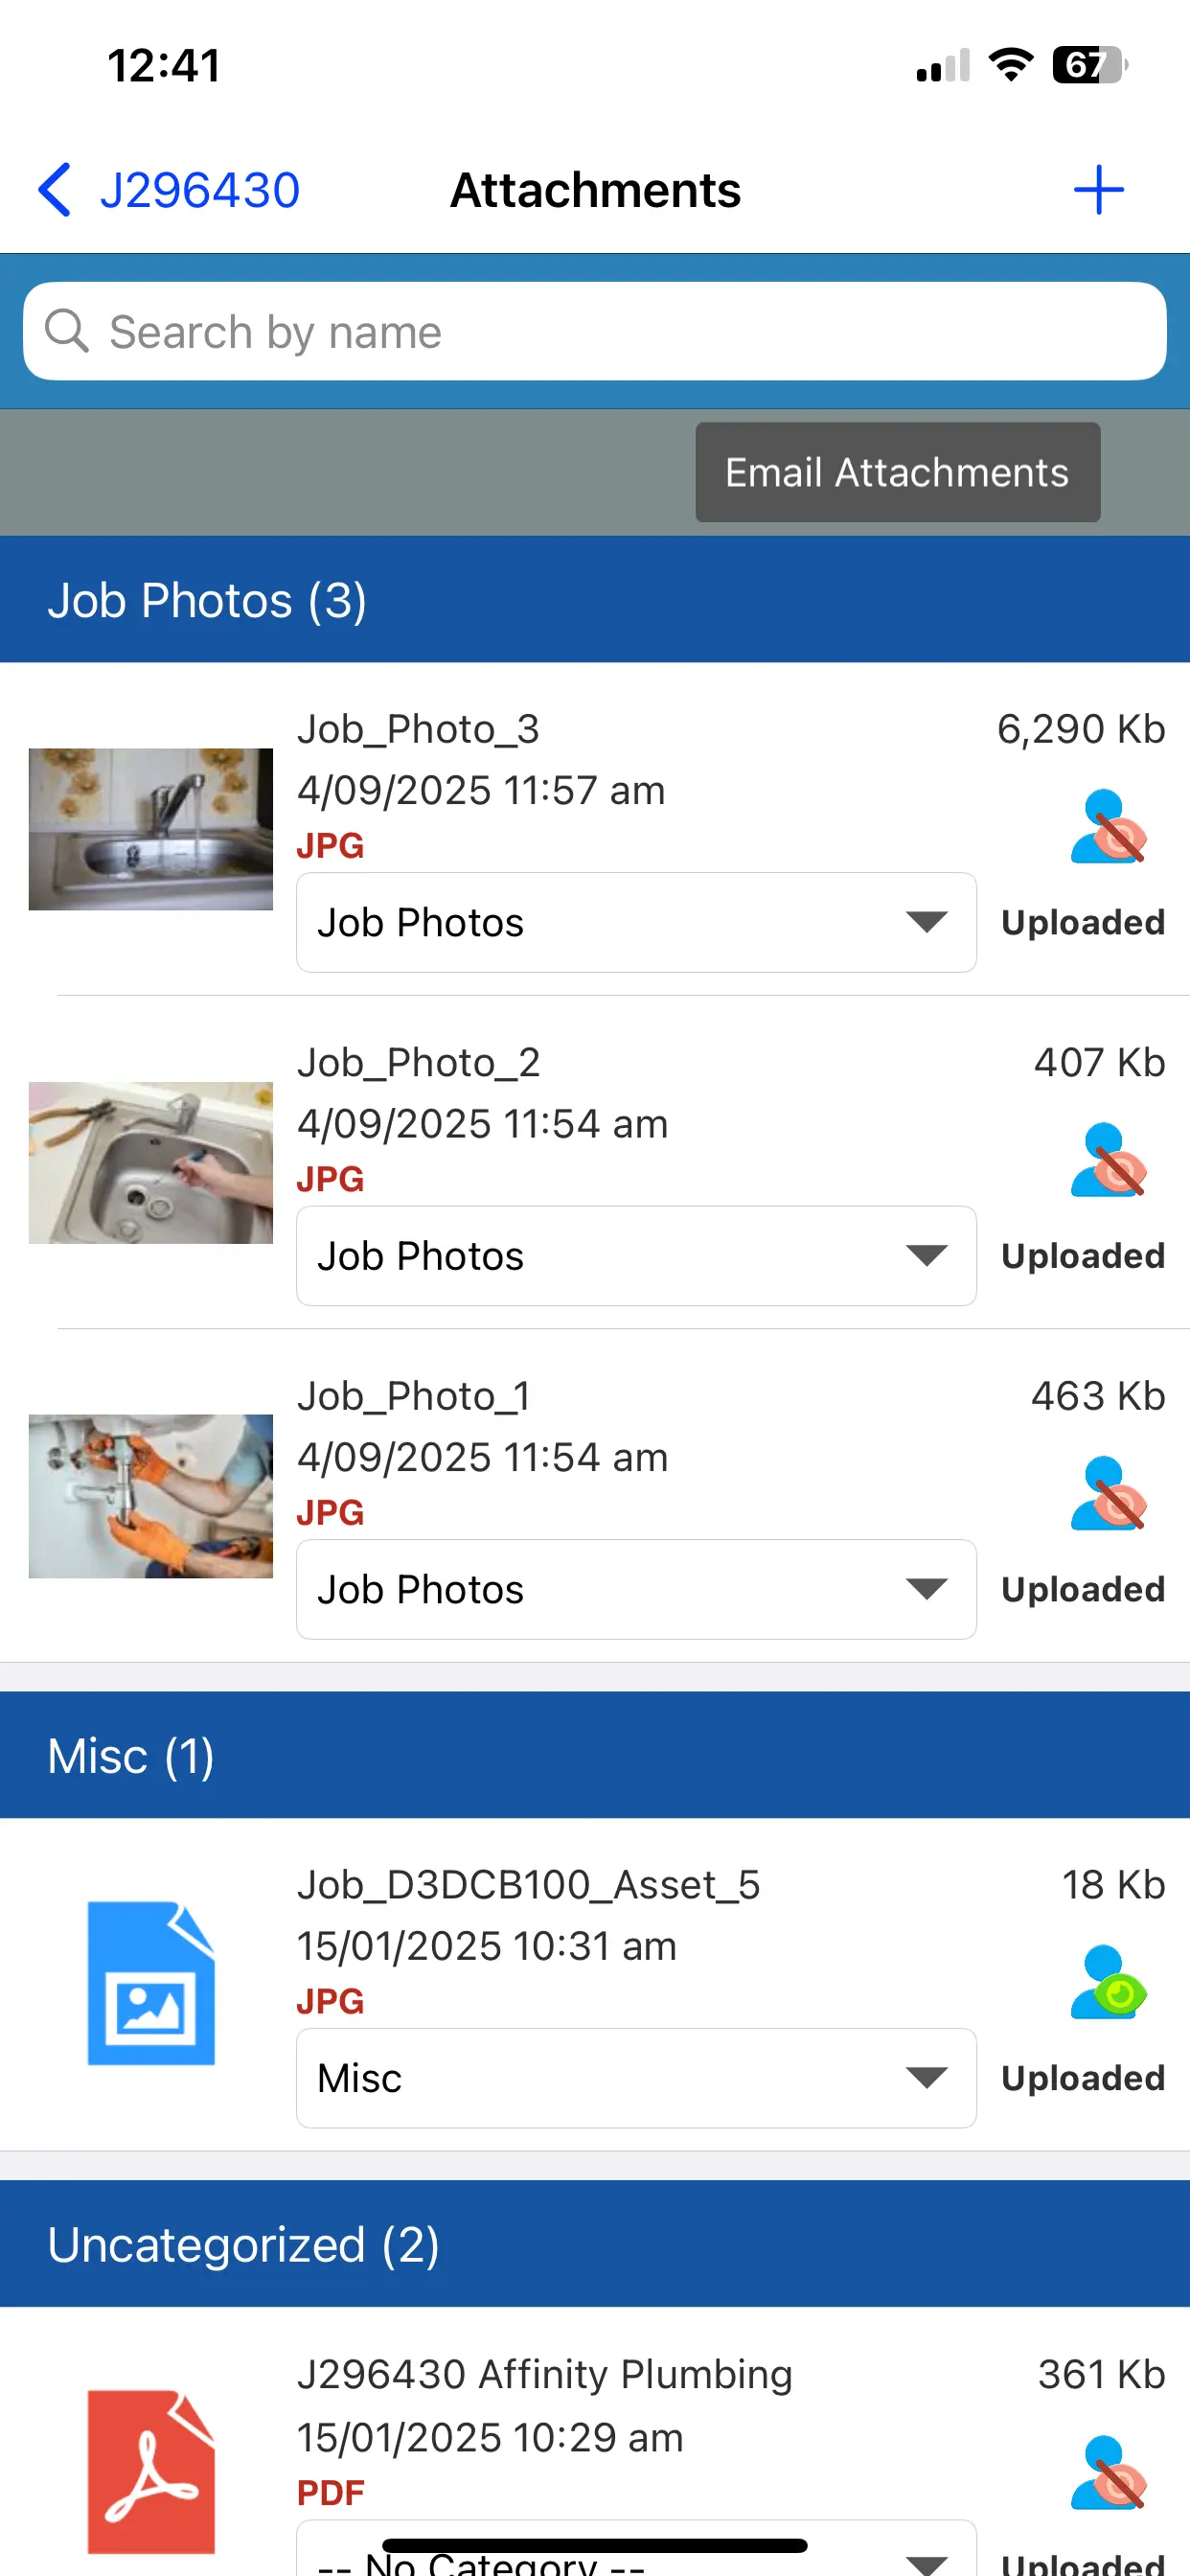 12:41
67
J296430
Attachments
Search by name
Email Attachments
Job Photos (3)
Job_Photo_3
6,290 Kb
4/09/2025 11:57 am
JPG
Job Photos
Uploaded
Job_Photo_2
407 Kb
4/09/2025 11:54 am
JPG
Job Photos
Uploaded
Job_Photo_1
463 Kb
4/09/2025 11:54 am
JPG
Job Photos
Uploaded
Misc (1)
Job_D3DCB100_Asset_5
18 Kb
15/01/2025 10:31 am
JPG
Misc
Uploaded
Uncategorized (2)
J296430 Affinity Plumbing
361 Kb
15/01/2025 10:29 am
PDF
-- No Category --
Uploaded